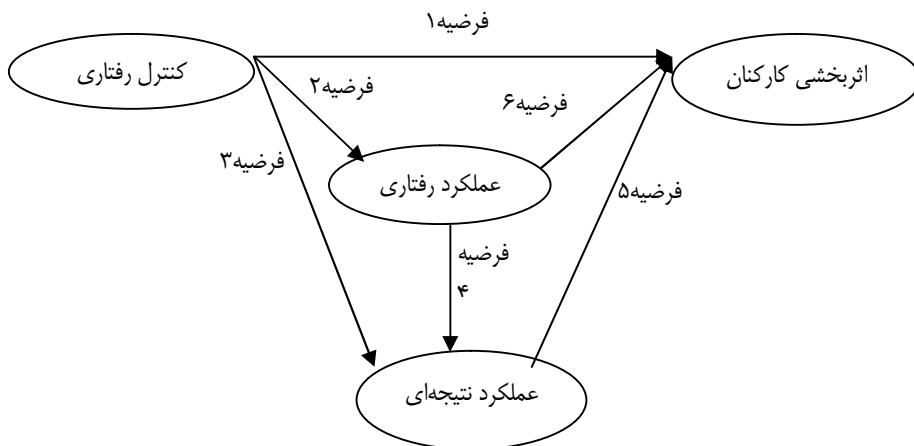 فرضیه۱
کنترل رفتاری
اثربخشی کارکنان
فرضیه۲
فرضیه۶
فرضیه۳
عملکرد رفتاری
فرضیه۵
فرضیه
۴
عملکرد نتیجه‌ای